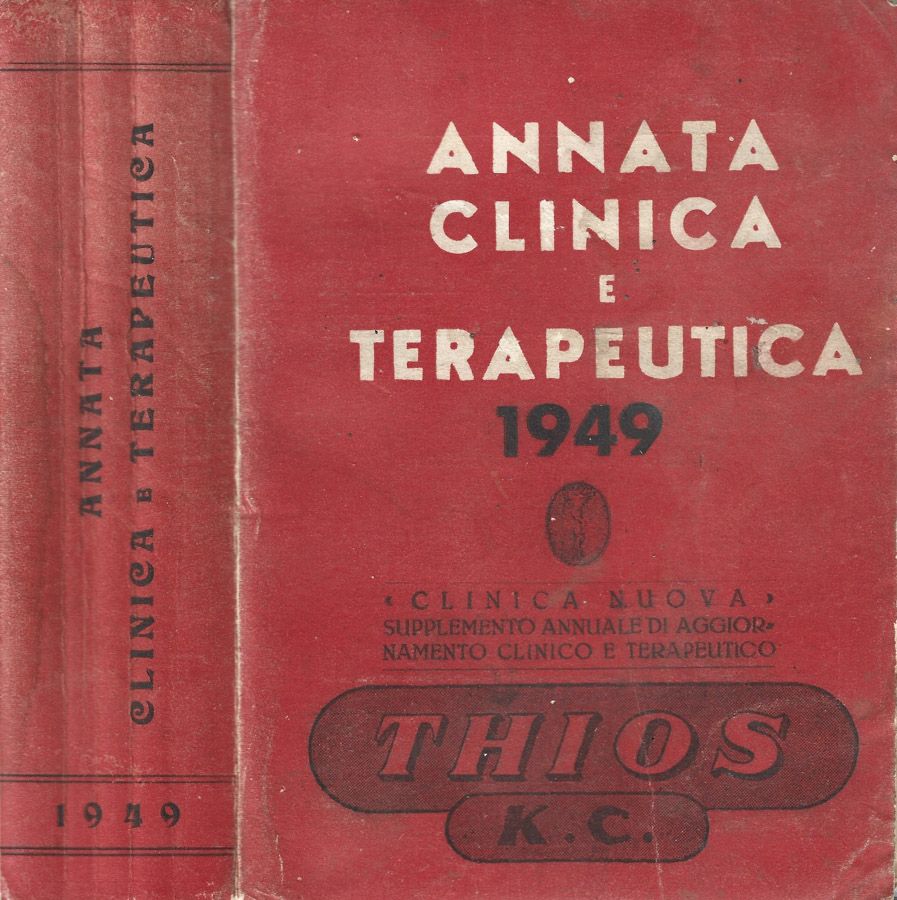 ANNATA
CLINICA E TERAPEUTICA
1949
ANNATA
CLINICA
E
TERAPEUTICA
1949
« CLINICA NUOVA »
SUPPLEMENTO ANNUALE DI AGGIOR-
NAMENTO CLINICO E TERAPEUTICO
THIOS
K.C.